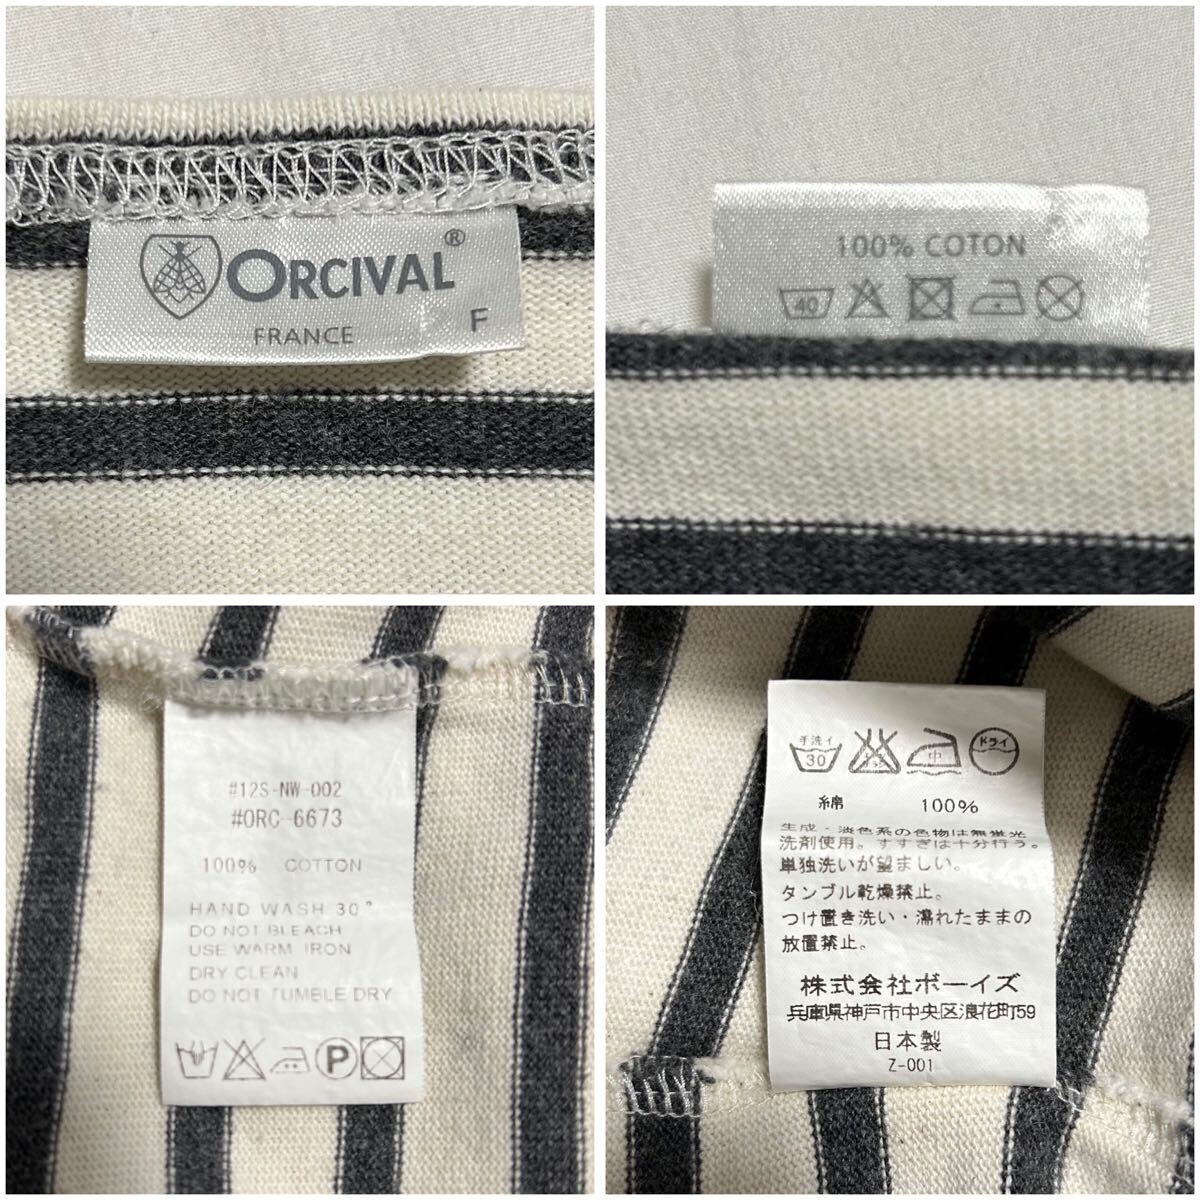 ORCIVAL®
FRANCE
F
100% COTON
40
#12S-NW-002
#ORC-6673
100% COTTON
HAND WASH 30°
DO NOT BLEACH
USE WARM IRON
DRY CLEAN
DO NOT TUMBLE DRY
P
手洗イ 30 エンソサラシ 中 ドライ
綿 100%
生成・淡色系の色物は無蛍光
洗剤使用。すすぎは十分行う。
単独洗いが望ましい。
タンブル乾燥禁止。
つけ置き洗い・濡れたままの
放置禁止。
株式会社ボーイズ
兵庫県神戸市中央区浪花町59
日本製
Z-001